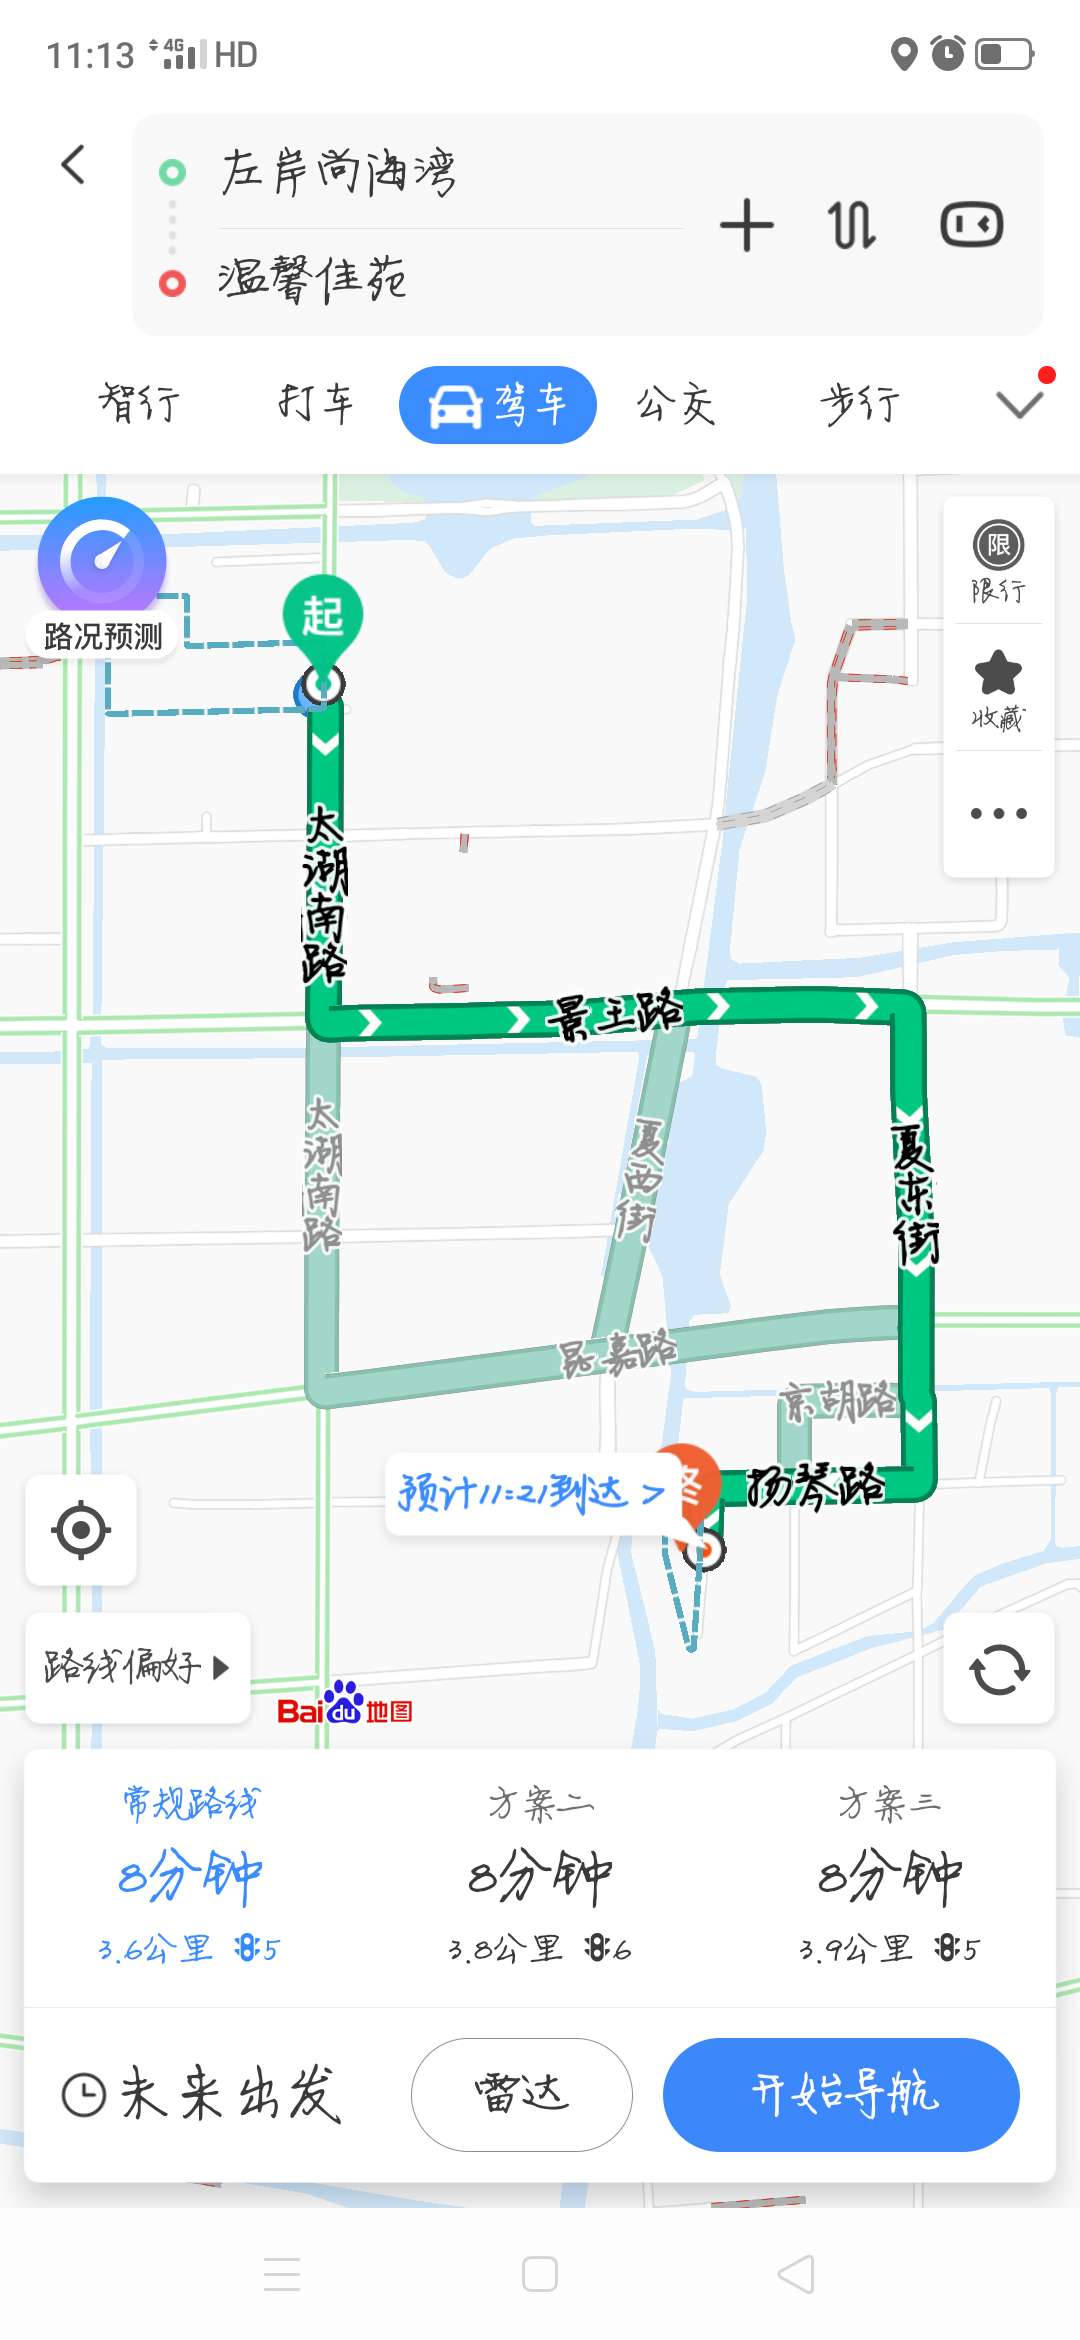 11:13 4G HD
左岸尚海湾
温馨佳苑
智行 打车 驾车 公交 步行
限
限行
路况预测
起
收藏
太湖南路
景王路
太湖南路
夏西街
夏东街
昆嘉路
京胡路
预计11:21到达 >
终
扬琴路
路线偏好
Bai du 地图
常规路线 方案二 方案三
8分钟 8分钟 8分钟
3.6公里 5 3.8公里 6 3.9公里 5
未来出发 雷达 开始导航